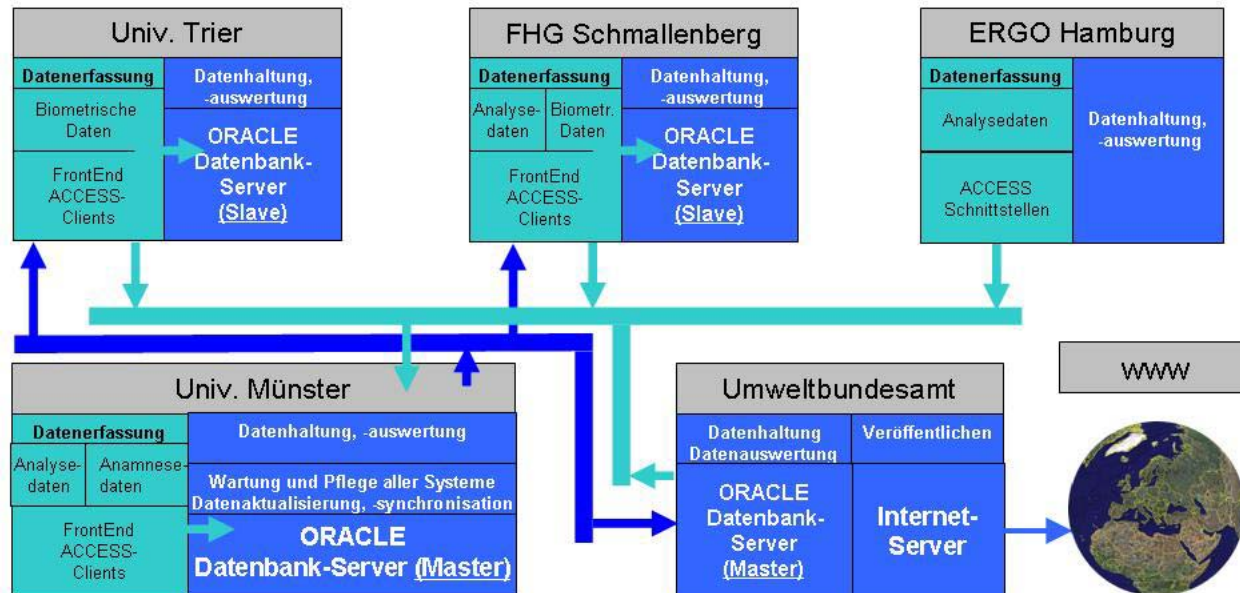 Univ. Trier
Datenerfassung
Biometrische
Daten
FrontEnd
ACCESS-
Clients
Datenhaltung,
-auswertung
ORACLE
Datenbank-
Server
(Slave)
FHG Schmallenberg
Datenerfassung
Analyse-
daten
Biometr.
Daten
FrontEnd
ACCESS-
Clients
Datenhaltung,
-auswertung
ORACLE
Datenbank-
Server
(Slave)
ERGO Hamburg
Datenerfassung
Analysedaten
ACCESS
Schnittstellen
Datenhaltung,
-auswertung
Univ. Münster
Datenerfassung
Analyse-
daten
Anamnese-
daten
FrontEnd
ACCESS-
Clients
Datenhaltung, -auswertung
Wartung und Pflege aller Systeme
Datenaktualisierung, -synchronisation
ORACLE
Datenbank-Server (Master)
Umweltbundesamt
Datenhaltung
Datenauswertung
ORACLE
Datenbank-
Server
(Master)
Veröffentlichen
Internet-
Server
www